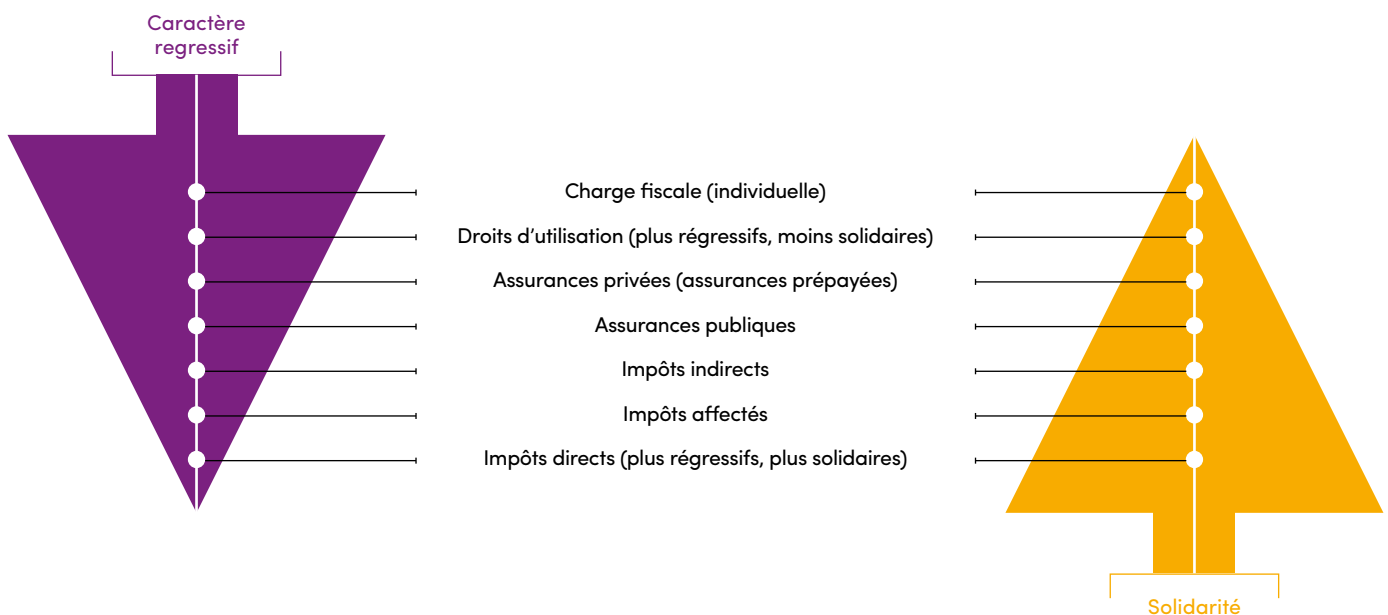 Caractère
regressif
Charge fiscale (individuelle)
Droits d’utilisation (plus régressifs, moins solidaires)
Assurances privées (assurances prépayées)
Assurances publiques
Impôts indirects
Impôts affectés
Impôts directs (plus régressifs, plus solidaires)
Solidarité